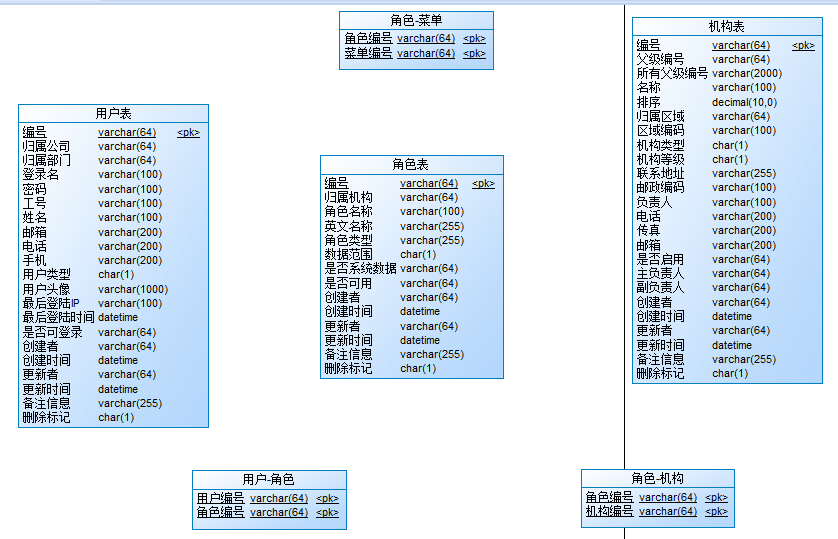 角色-菜单
角色编号 varchar(64) <pk>
菜单编号 varchar(64) <pk>
机构表
编号 varchar(64) <pk>
父级编号 varchar(64)
所有父级编号 varchar(2000)
名称 varchar(100)
排序 decimal(10,0)
归属区域 varchar(64)
区域编码 varchar(100)
机构类型 char(1)
机构等级 char(1)
联系地址 varchar(255)
邮政编码 varchar(100)
负责人 varchar(100)
电话 varchar(200)
传真 varchar(200)
邮箱 varchar(200)
是否启用 varchar(64)
主负责人 varchar(64)
副负责人 varchar(64)
创建者 varchar(64)
创建时间 datetime
更新者 varchar(64)
更新时间 datetime
备注信息 varchar(255)
删除标记 char(1)
用户表
编号 varchar(64) <pk>
归属公司 varchar(64)
归属部门 varchar(64)
登录名 varchar(100)
密码 varchar(100)
工号 varchar(100)
姓名 varchar(100)
邮箱 varchar(200)
电话 varchar(200)
手机 varchar(200)
用户类型 char(1)
用户头像 varchar(1000)
最后登陆IP varchar(100)
最后登陆时间 datetime
是否可登录 varchar(64)
创建者 varchar(64)
创建时间 datetime
更新者 varchar(64)
更新时间 datetime
备注信息 varchar(255)
删除标记 char(1)
角色表
编号 varchar(64) <pk>
归属机构 varchar(64)
角色名称 varchar(100)
英文名称 varchar(255)
角色类型 varchar(255)
数据范围 char(1)
是否系统数据 varchar(64)
是否可用 varchar(64)
创建者 varchar(64)
创建时间 datetime
更新者 varchar(64)
更新时间 datetime
备注信息 varchar(255)
删除标记 char(1)
用户-角色
用户编号 varchar(64) <pk>
角色编号 varchar(64) <pk>
角色-机构
角色编号 varchar(64) <pk>
机构编号 varchar(64) <pk>